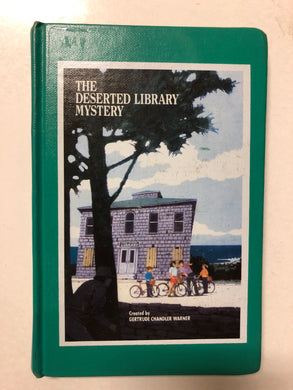 THE
DESERTED LIBRARY
MYSTERY
Created by
GERTRUDE CHANDLER WARNER